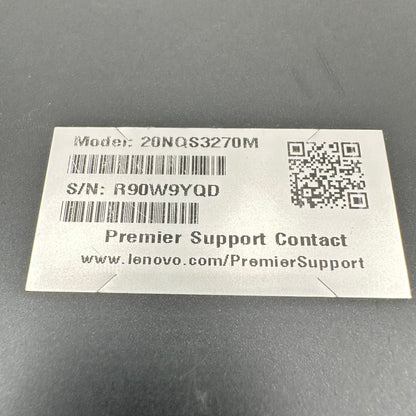 Model: 20NQS3270M
S/N: R90W9YQD
Premier Support Contact
www.lenovo.com/PremierSupport